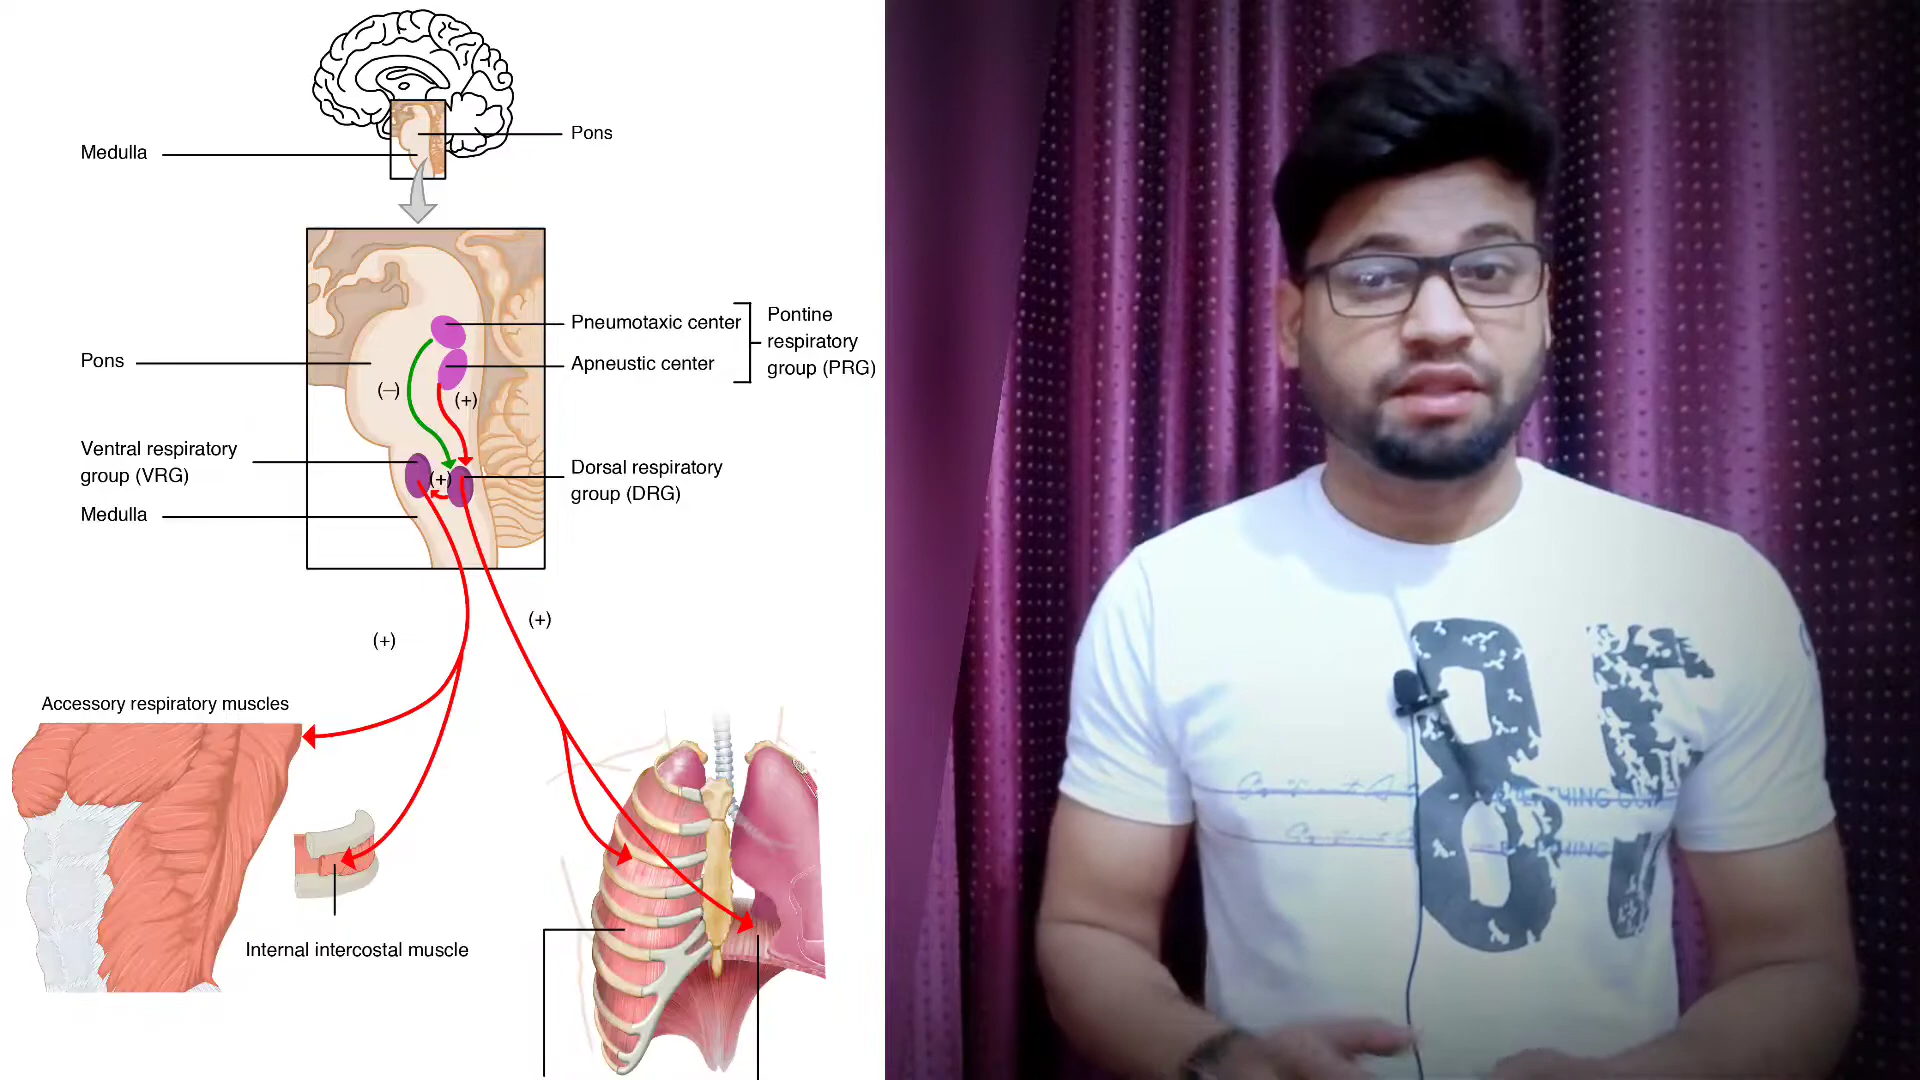 Pons
Medulla
Pneumotaxic center
Apneustic center
Pontine
respiratory
group (PRG)
Pons
(–)
(+)
Ventral respiratory
group (VRG)
(+)
Dorsal respiratory
group (DRG)
Medulla
(+)
(+)
Accessory respiratory muscles
Internal intercostal muscle